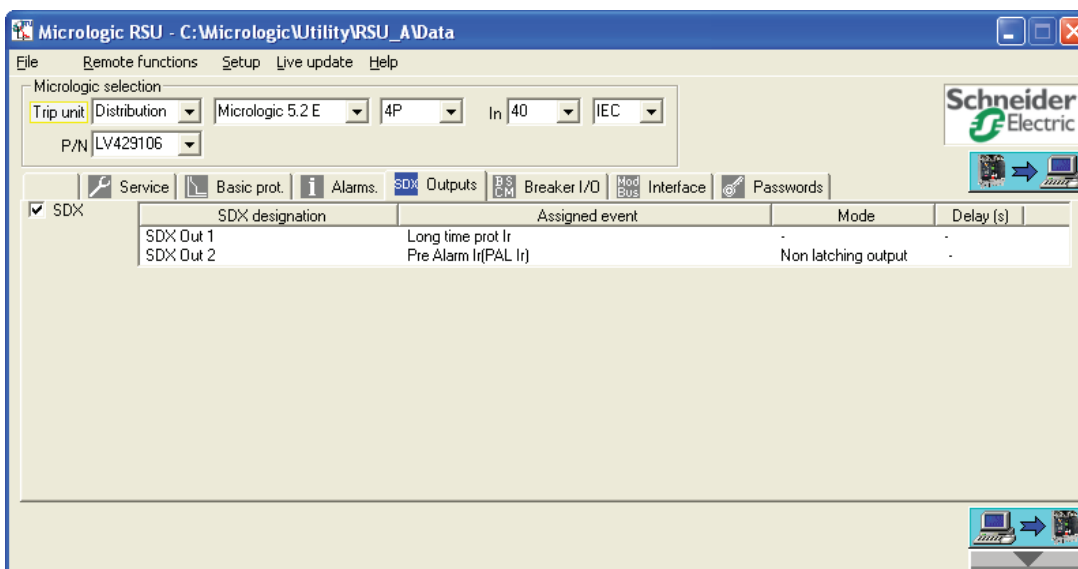 Micrologic RSU - C:\Micrologic\Utility\RSU_A\Data
File Remote functions Setup Live update Help
Micrologic selection
Trip unit Distribution Micrologic 5.2 E 4P In 40 IEC
P/N LV429106
Schneider
Electric
Service Basic prot. Alarms. SDX Outputs BSCM Breaker I/O Mod Bus Interface Passwords
SDX
SDX designation Assigned event Mode Delay (s)
SDX Out 1 Long time prot Ir - -
SDX Out 2 Pre Alarm Ir(PAL Ir) Non latching output -